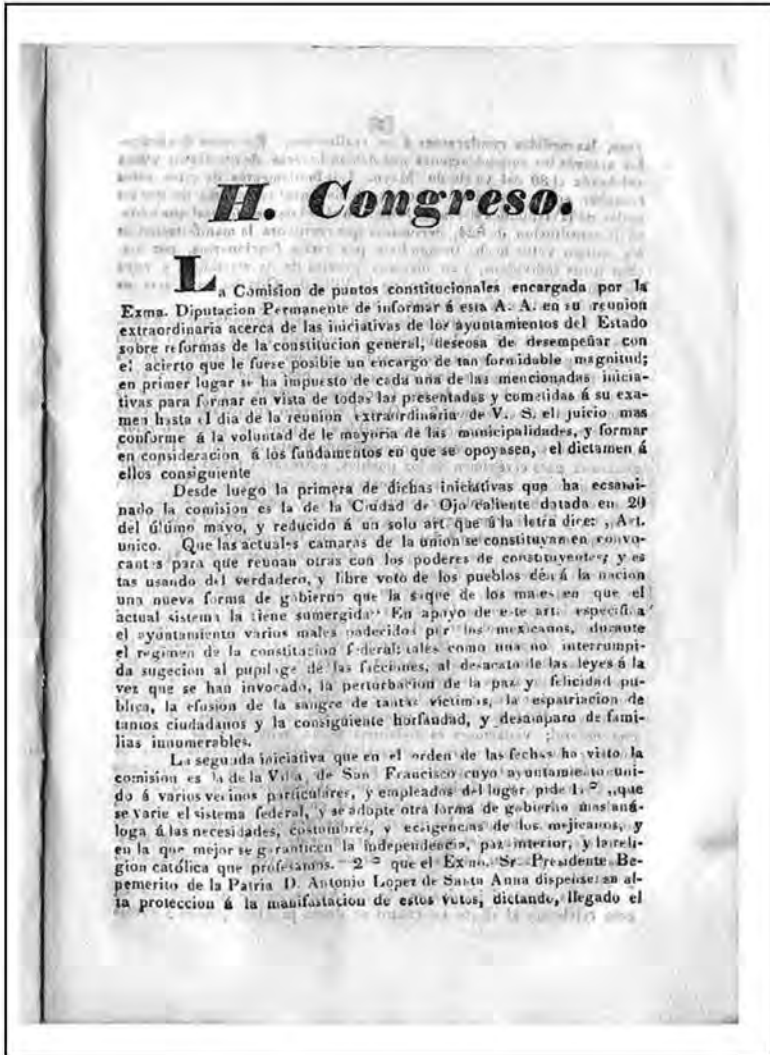 H. Congreso.
La Comision de puntos constitucionales encargada por la
Exma. Diputacion Permanente de informar á esta A. A. en su reunion
extraordinaria acerca de las iniciativas de los ayuntamientos del Estado
sobre reformas de la constitucion general, deseosa de desempeñar con
el acierto que le fuese posible un encargo de tan formidable magnitud;
en primer lugar se ha impuesto de cada una de las mencionadas inicia-
tivas para formar en vista de todas las presentadas y cometidas á su exa-
men hasta el dia de la reunion extraordinaria de V. S. el juicio mas
conforme á la voluntad de le mayoria de las municipalidades, y formar
en consideracion á los fundamentos en que se opoyasen, el dictamen á
ellos consiguiente
Desde luego la primera de dichas iniciativas que ha ecsami-
nado la comision es la de la Ciudad de Ojo caliente datada en 20
del último mayo, y reducido á un solo art. que á la letra dice: ,,Art.
unico. Que las actuales camaras de la union se constituyan en convo-
cantes para que reunan otras con los poderes de constituyentes; y es
tas usando del verdadero, y libre voto de los pueblos dén á la nacion
una nueva forma de gobierno que la saque de los males en que el
actual sistema la tiene sumergida" En apoyo de este art. especifica
el ayuntamiento varios males padecidos por los mexicanos, durante
el regimen de la constitacion federal: tales como una no interrumpi-
da sugecion al pupilage de las facciones, al desacato de las leyes á la
vez que se han invocado, la perturbacion de la paz y felicidad pu-
blica, la efusion de la sangre de tantas victimas, la espatriacion de
tantos ciudadanos y la consiguiente horfandad, y desamparo de fami-
lias innumerables.
La segunda iniciativa que en el orden de las fechas ha visto la
comision es la de la Villa, de San Francisco cuyo ayuntamiento uni-
do á varios vecinos particulares, y empleados del lugar pide 1.ᵃ ,,que
se varie el sistema federal, y se adopte otra forma de gobierno mas aná-
loga á las necesidades, costumbres, y ecsigencias de los mejicanos, y
en la que mejor se garanticen la independencia, paz interior, y la reli-
gion católica que profesamos. 2ᵃ que el Exmo. Sr. Presidente Be-
pemerito de la Patria D. Antonio Lopez de Santa Anna dispense su al-
ta proteccion á la manifastacion de estos votos, dictando, llegado el